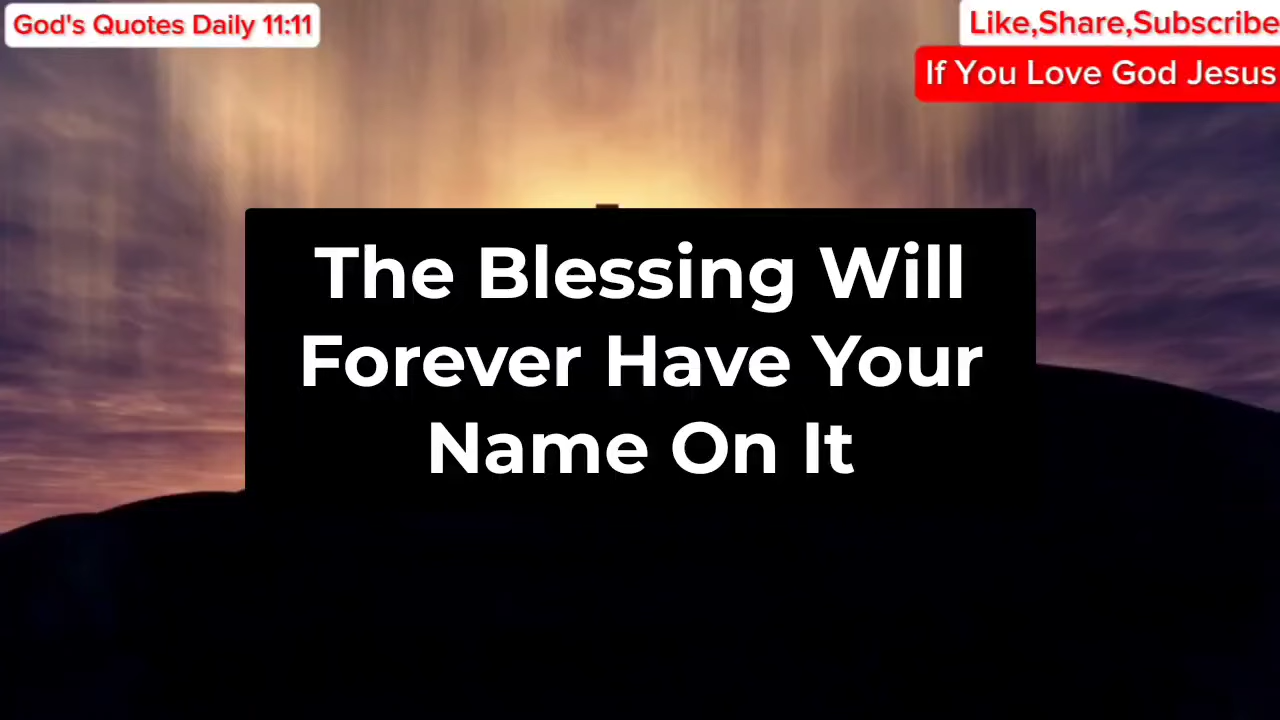 God's Quotes Daily 11:11
Like,Share,Subscribe
If You Love God Jesus
The Blessing Will
Forever Have Your
Name On It